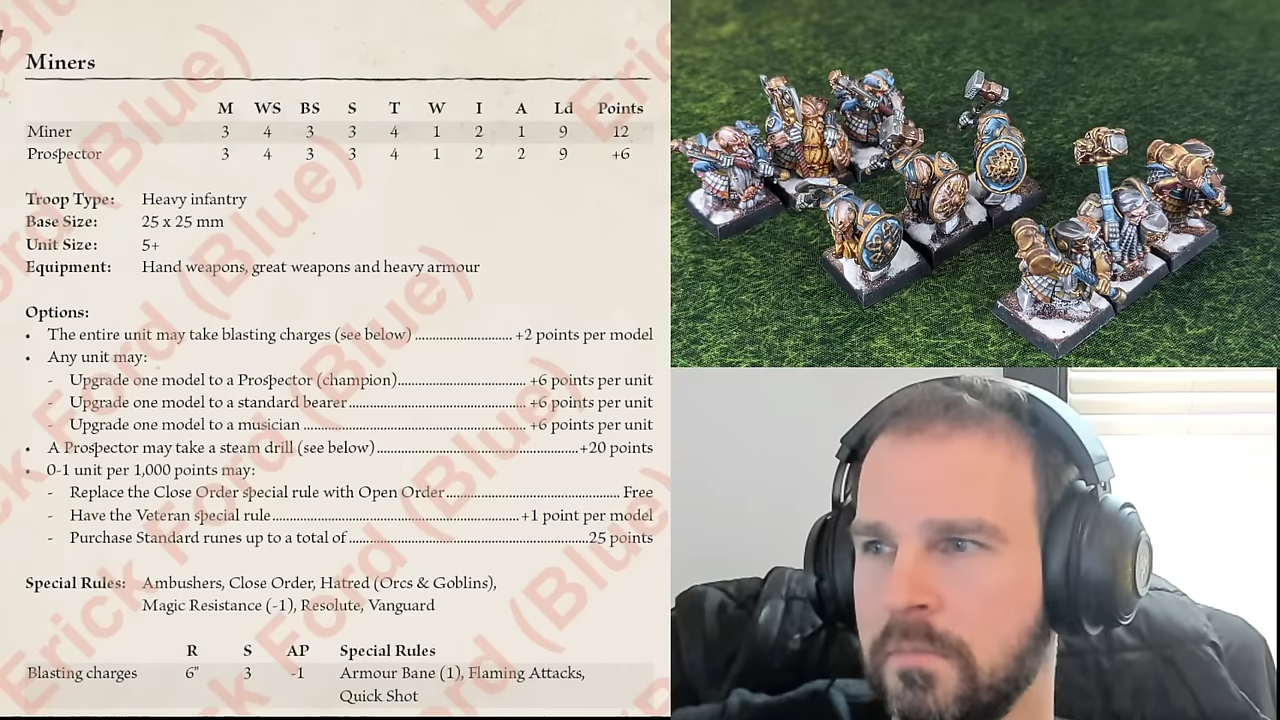 Miners
M WS BS S T W I A Ld Points
Miner 3 4 3 3 4 1 2 1 9 12
Prospector 3 4 3 3 4 1 2 2 9 +6
Troop Type: Heavy infantry
Base Size: 25 x 25 mm
Unit Size: 5+
Equipment: Hand weapons, great weapons and heavy armour
Options:
• The entire unit may take blasting charges (see below) ............................ +2 points per model
• Any unit may:
- Upgrade one model to a Prospector (champion)..................................... +6 points per unit
- Upgrade one model to a standard bearer.................................................... +6 points per unit
- Upgrade one model to a musician ................................................................. +6 points per unit
• A Prospector may take a steam drill (see below)...........................................................+20 points
• 0-1 unit per 1,000 points may:
- Replace the Close Order special rule with Open Order.................................................. Free
- Have the Veteran special rule........................................................................+1 point per model
- Purchase Standard runes up to a total of ......................................................................25 points
Special Rules: Ambushers, Close Order, Hatred (Orcs & Goblins),
Magic Resistance (-1), Resolute, Vanguard
R S AP Special Rules
Blasting charges 6" 3 -1 Armour Bane (1), Flaming Attacks,
Quick Shot
Erick Ford (Blue)